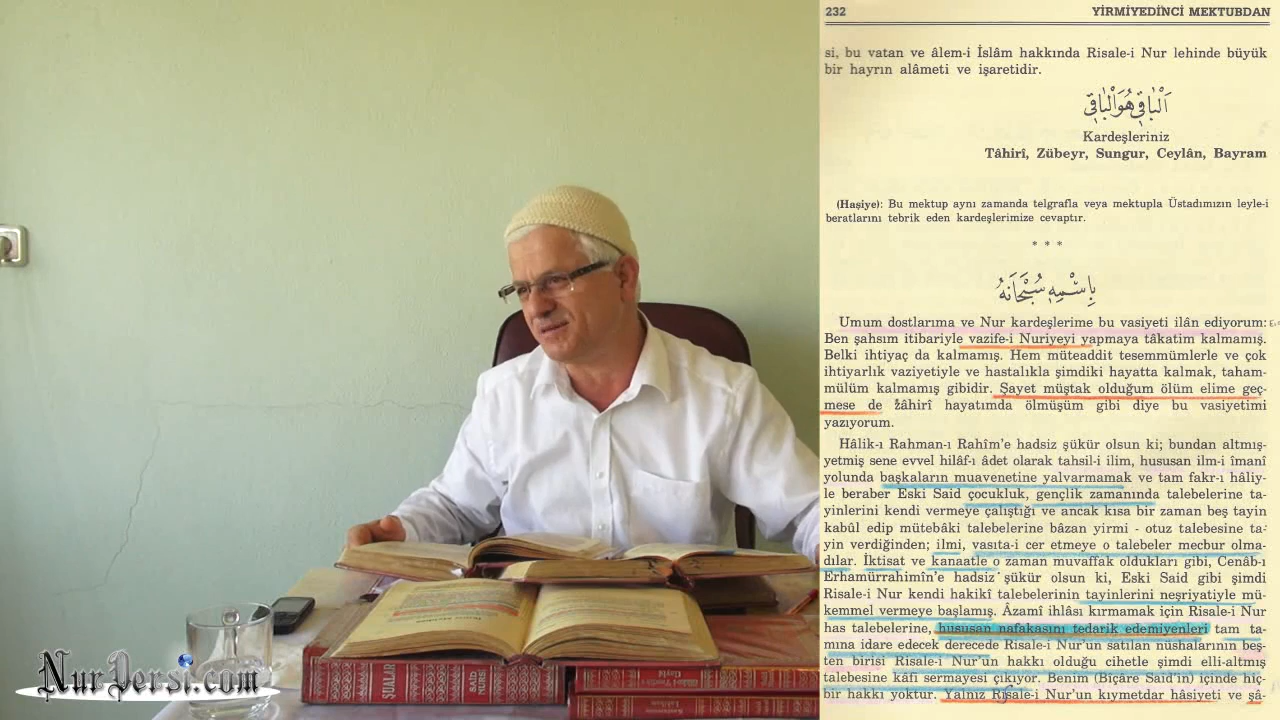 232 YİRMİYEDİNCİ MEKTUBDAN
si, bu vatan ve âlem-i İslâm hakkında Risale-i Nur lehinde büyük
bir hayrın alâmeti ve işaretidir.
اَلْبَاقِى هُوَ الْبَاقِى
Kardeşleriniz
Tâhirî, Zübeyr, Sungur, Ceylân, Bayram
(Haşiye): Bu mektup aynı zamanda telgrafla veya mektupla Üstadımızın leyle-i
beratlarını tebrik eden kardeşlerimize cevaptır.
* * *
بِاسْمِهِ سُبْحَانَهُ
Umum dostlarıma ve Nur kardeşlerime bu vasiyeti ilân ediyorum:
Ben şahsım itibariyle vazife-i Nuriyeyi yapmaya tâkatim kalmamış.
Belki ihtiyaç da kalmamış. Hem müteaddit tesemmümlerle ve çok
ihtiyarlık vaziyetiyle ve hastalıkla şimdiki hayatta kalmak, taham-
mülüm kalmamış gibidir. Şayet müştak olduğum ölüm elime geç-
mese de zâhirî hayatımda ölmüşüm gibi diye bu vasiyetimi
yazıyorum.
Hâlik-ı Rahman-ı Rahîm'e hadsiz şükür olsun ki; bundan altmış-
yetmiş sene evvel hilâf-ı âdet olarak tahsil-i ilim, hususan ilm-i îmanî
yolunda başkaların muavenetine yalvarmamak ve tam fakr-ı hâliy-
le beraber Eski Said çocukluk, gençlik zamanında talebelerine ta-
yinlerini kendi vermeye çalıştığı ve ancak kısa bir zaman beş tayin
kabûl edip mütebâki talebelerine bâzan yirmi - otuz talebesine ta-
yin verdiğinden; ilmi, vasıta-i cer etmeye o talebeler mecbur olma-
dılar. İktisat ve kanaatle o zaman muvaffak oldukları gibi, Cenâb-ı
Erhamürrahimîn'e hadsiz şükür olsun ki, Eski Said gibi şimdi
Risale-i Nur kendi hakikî talebelerinin tayinlerini neşriyatiyle mü-
kemmel vermeye başlamış. Âzamî ihlâsı kırmamak için Risale-i Nur
has talebelerine, hususan nafakasını tedarik edemiyenleri tam ta-
mına idare edecek derecede Risale-i Nur'un satılan nüshalarının beş-
ten birisi Risale-i Nur'un hakkı olduğu cihetle şimdi elli-altmış
talebesine kâfi sermayesi çıkıyor. Benim (Biçâre Said'in) içinde hiç-
bir hakkı yoktur. Yalnız Risale-i Nur'un kıymetdar hâsiyeti ve şâ-
ŞUALAR
SAİD NURSİ
NurDersi.com